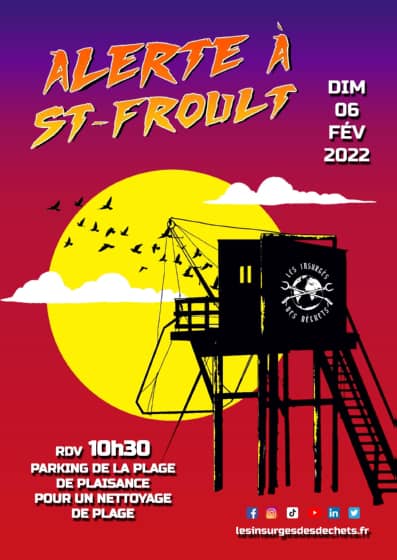 ALERTE À
ST-FROULT
DIM
06
FÉV
2022
LES INSURGÉS
DES DÉCHETS
RDV 10h30
PARKING DE LA PLAGE
DE PLAISANCE
POUR UN NETTOYAGE
DE PLAGE
lesinsurgesdesdechets.fr